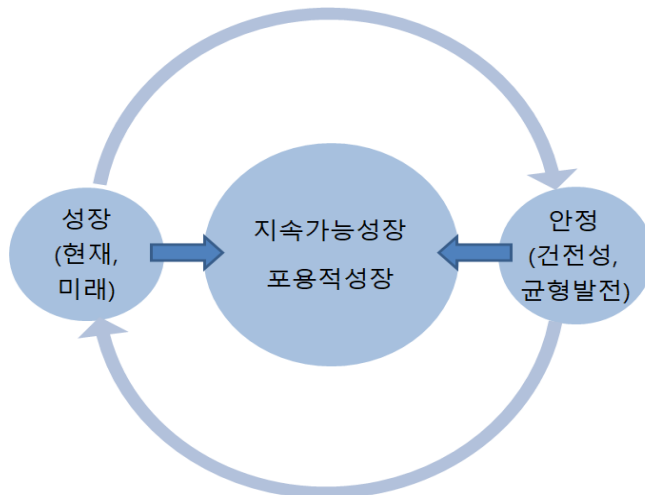 성장
(현재,
미래)
지속가능성장
포용적성장
안정
(건전성,
균형발전)